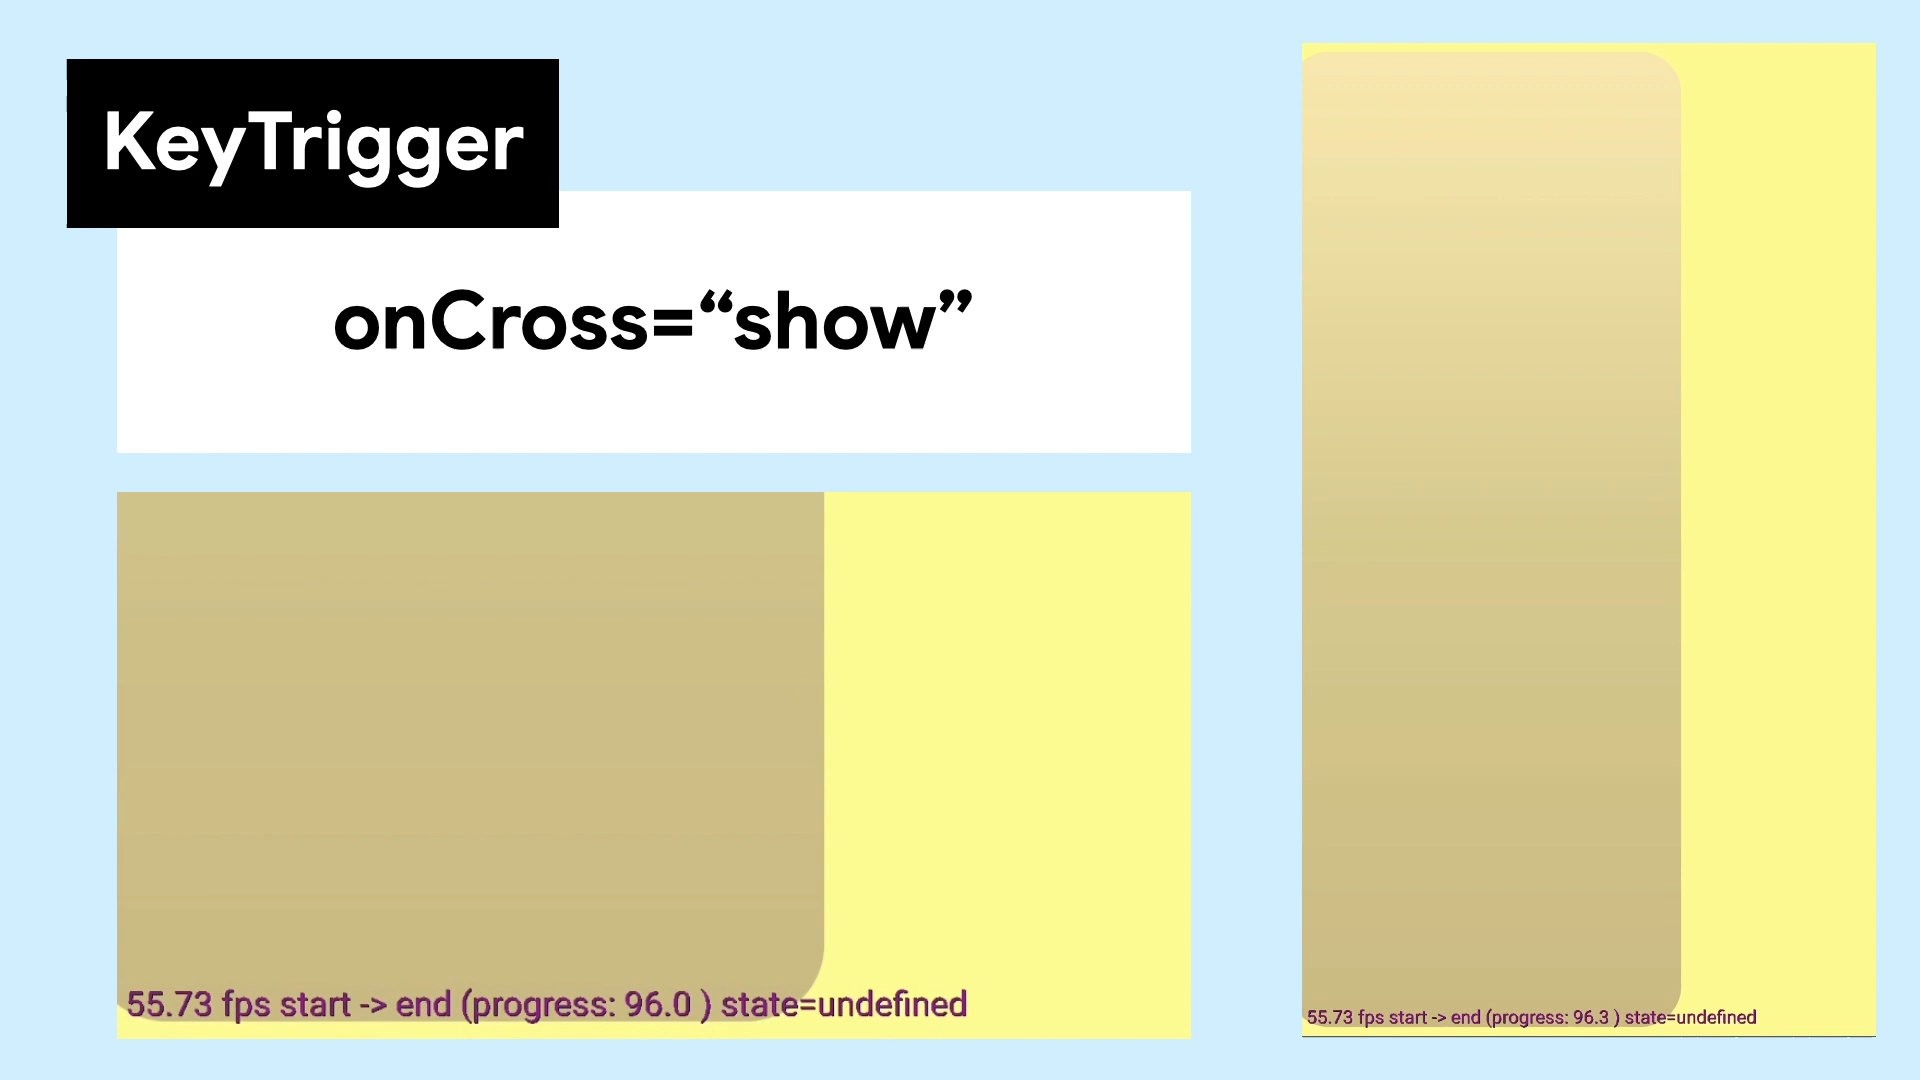 KeyTrigger
onCross=“show”
55.73 fps start -> end (progress: 96.0 ) state=undefined
55.73 fps start -> end (progress: 96.3 ) state=undefined